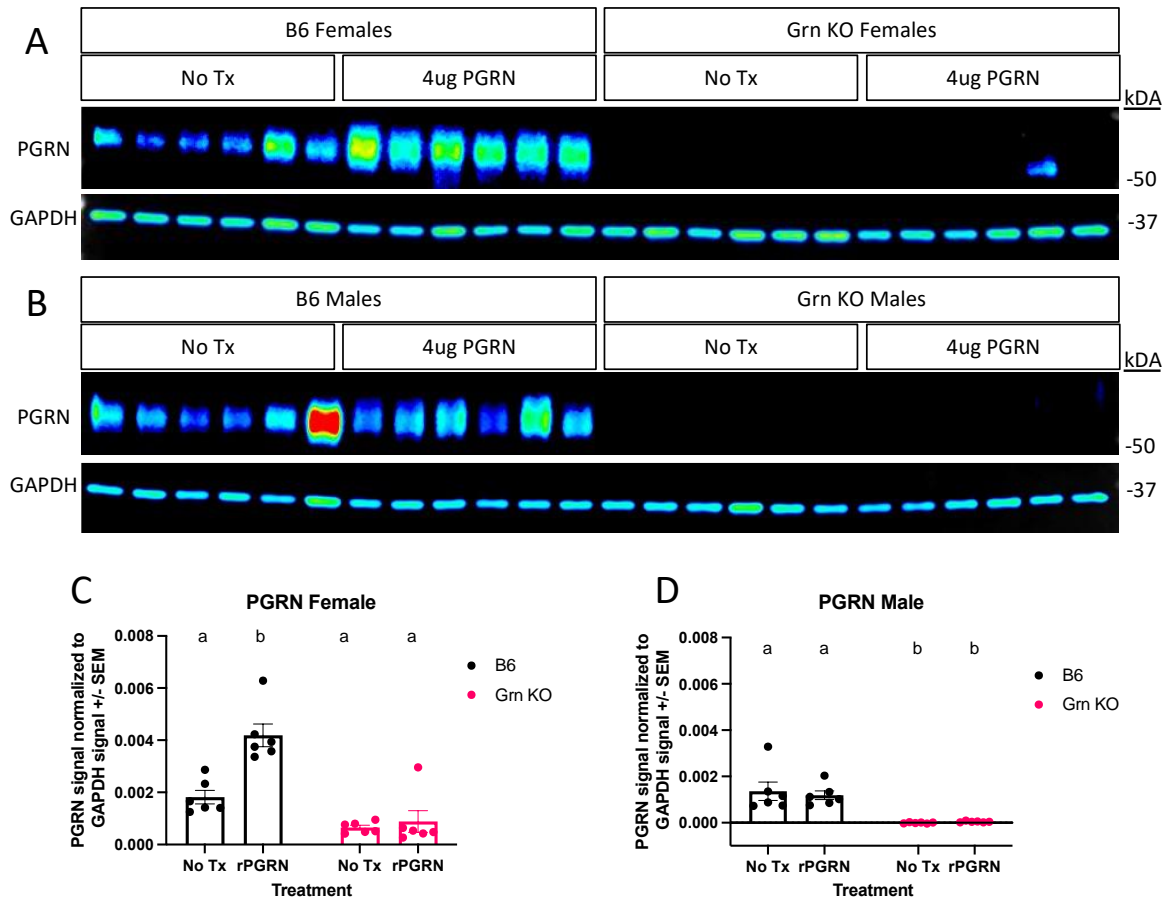 A
B6 Females
Grn KO Females
No Tx
4ug PGRN
No Tx
4ug PGRN
kDA
PGRN
-50
GAPDH
-37
B
B6 Males
Grn KO Males
No Tx
4ug PGRN
No Tx
4ug PGRN
kDA
PGRN
-50
GAPDH
-37
C
PGRN Female
PGRN signal normalized to
GAPDH signal +/- SEM
0.008
0.006
0.004
0.002
0.000
a
b
a
a
B6
Grn KO
No Tx
rPGRN
No Tx
rPGRN
Treatment
D
PGRN Male
PGRN signal normalized to
GAPDH signal +/- SEM
0.008
0.006
0.004
0.002
0.000
a
a
b
b
B6
Grn KO
No Tx
rPGRN
No Tx
rPGRN
Treatment